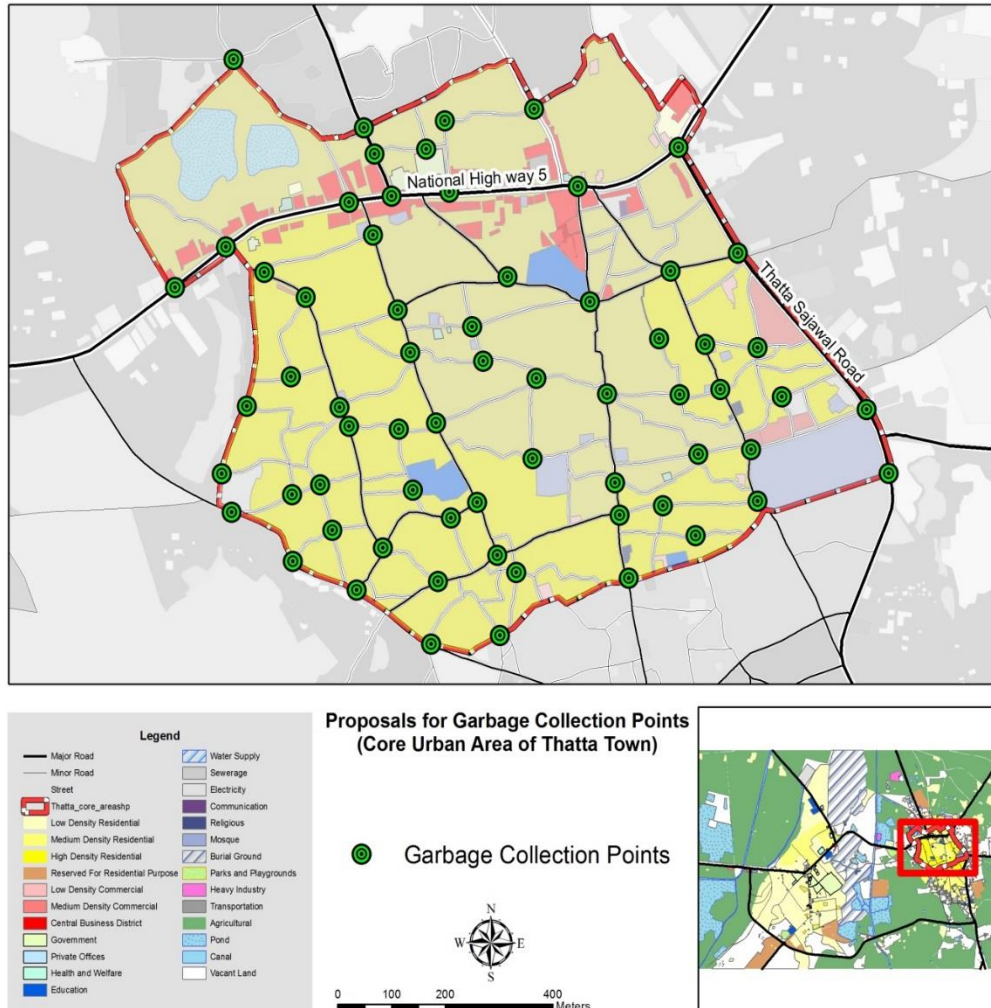 National High way 5
Thatta Sajawal Road
Legend
Major Road
Minor Road
Street
Thatta_core_areashp
Low Density Residential
Medium Density Residential
High Density Residential
Reserved For Residential Purpose
Low Density Commercial
Medium Density Commercial
Central Business District
Government
Private Offices
Health and Welfare
Education
Water Supply
Sewerage
Electricity
Communication
Religious
Mosque
Burial Ground
Parks and Playgrounds
Heavy Industry
Transportation
Agricultural
Pond
Canal
Vacant Land
Proposals for Garbage Collection Points
(Core Urban Area of Thatta Town)
Garbage Collection Points
N
W E
S
0 100 200 400
Meters